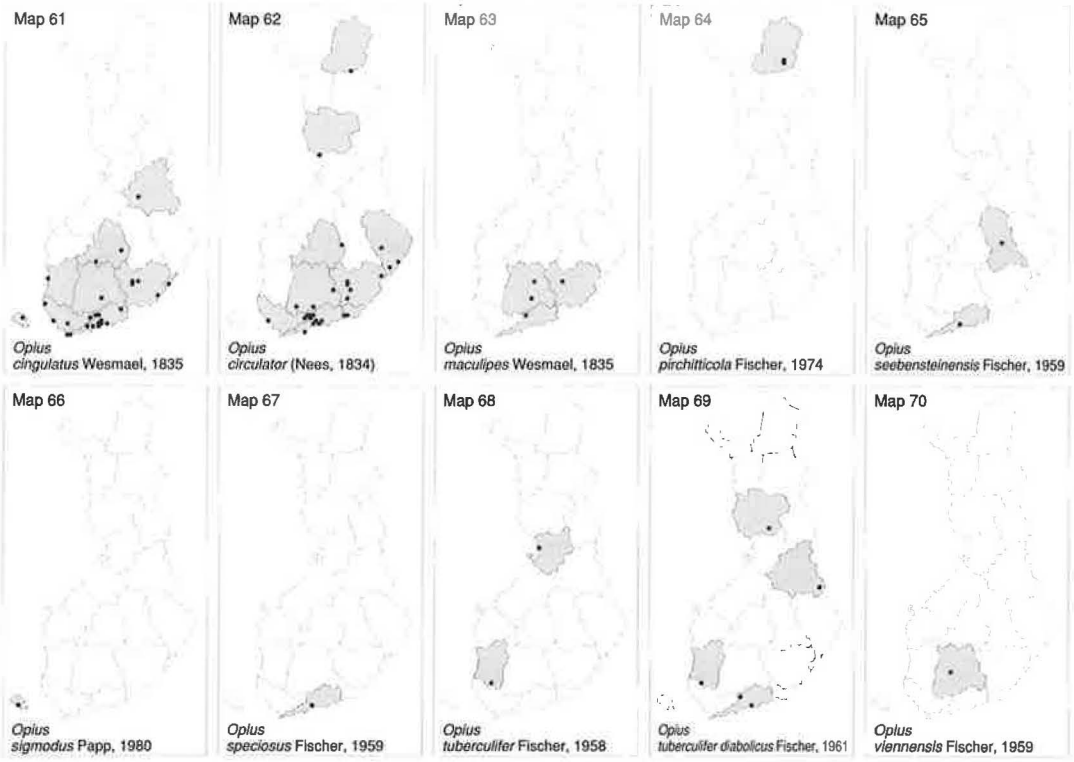 Map 61
Opius
cingulatus Wesmael, 1835
Map 62
Opius
circulator (Nees, 1834)
Map 63
Opius
maculipes Wesmael, 1835
Map 64
Opius
pirchitticola Fischer, 1974
Map 65
Opius
seebensteinensis Fischer, 1959
Map 66
Opius
sigmodus Papp, 1980
Map 67
Opius
speciosus Fischer, 1959
Map 68
Opius
tuberculifer Fischer, 1958
Map 69
Opius
tuberculifer diabolicus Fischer, 1961
Map 70
Opius
viennensis Fischer, 1959